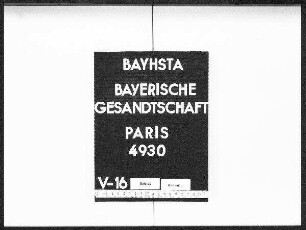 BAYHSTA
BAYERISCHE
GESANDTSCHAFT
PARIS
4930
V-16